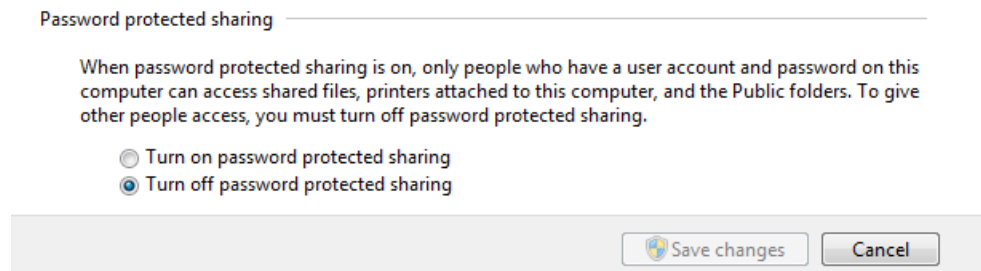 Password protected sharing
When password protected sharing is on, only people who have a user account and password on this
computer can access shared files, printers attached to this computer, and the Public folders. To give
other people access, you must turn off password protected sharing.
Turn on password protected sharing
Turn off password protected sharing
Save changes Cancel